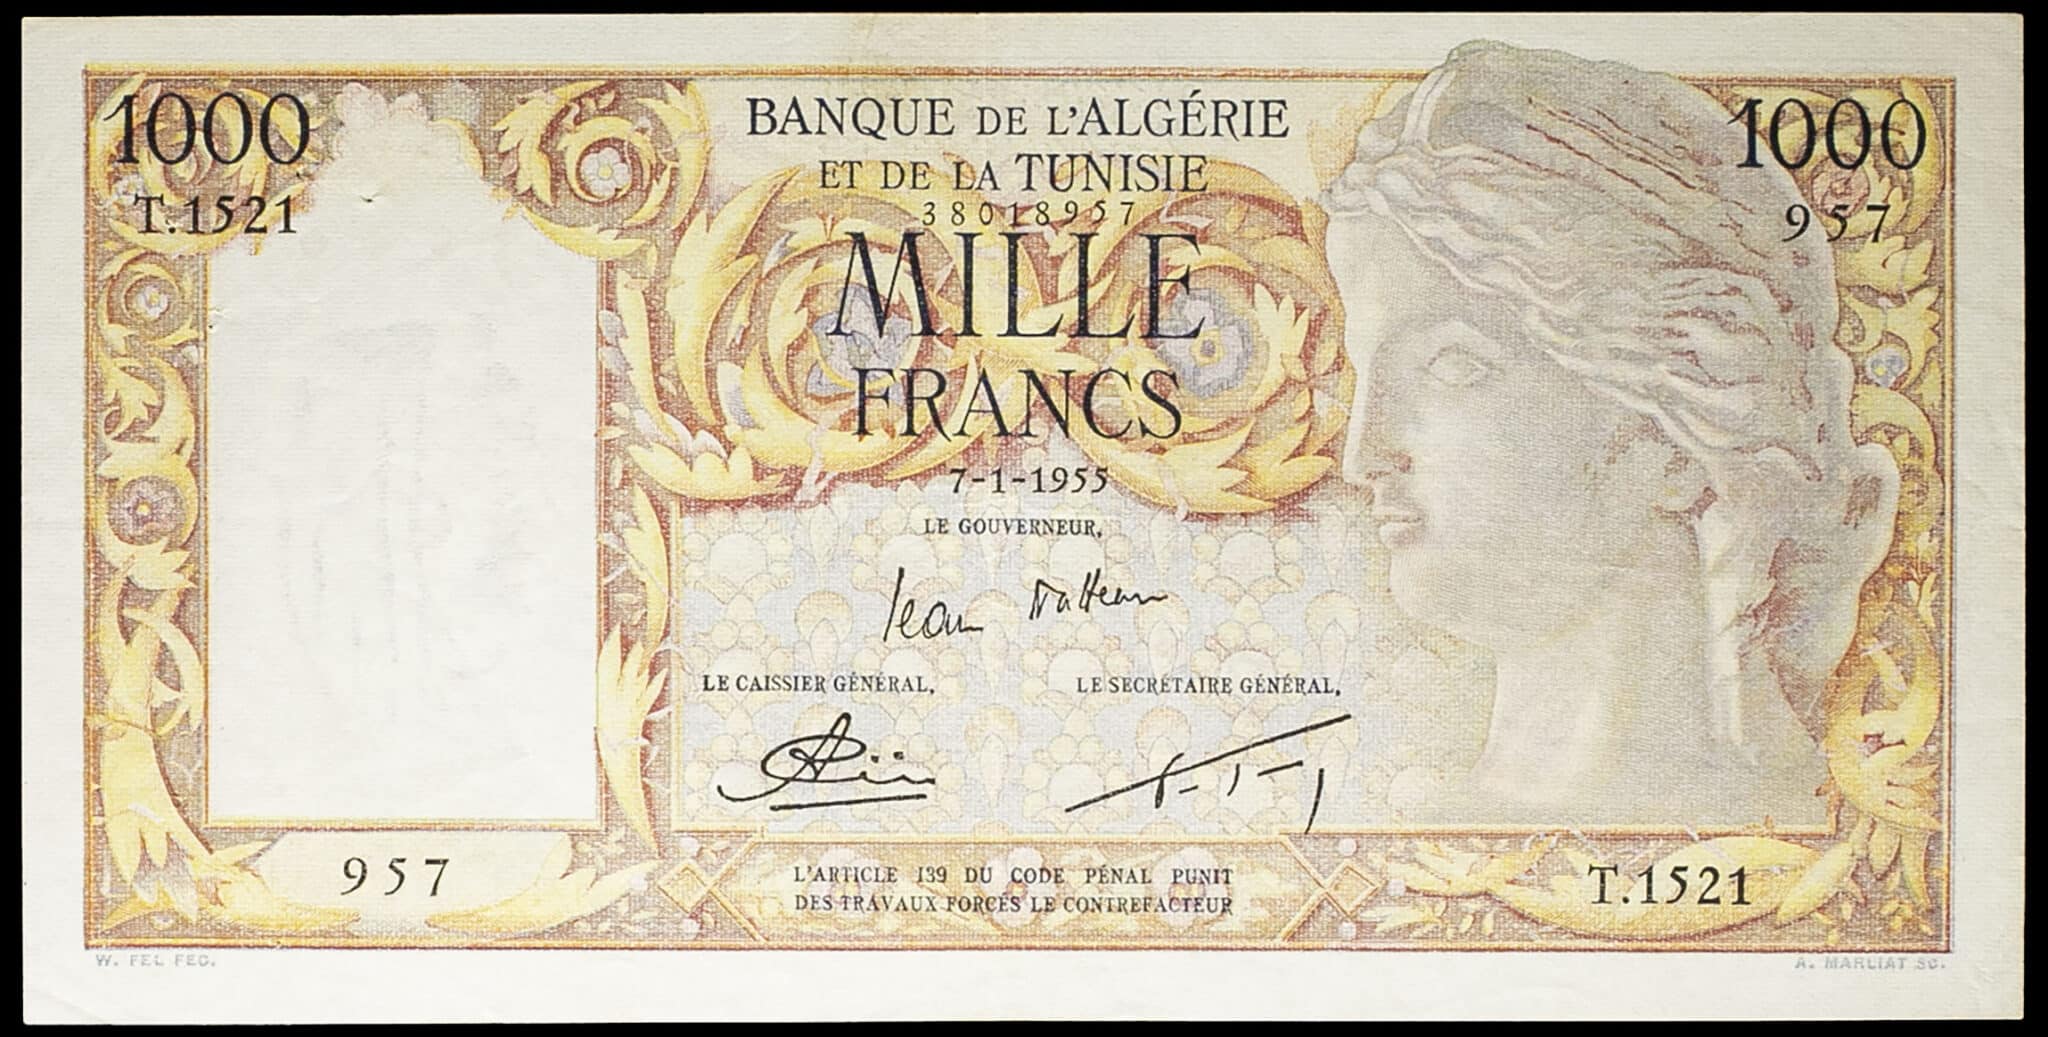 1000
BANQUE DE L'ALGÉRIE
1000
ET DE LA TUNISIE
T.1521
38018957
957
MILLE
FRANCS
7-1-1955
LE GOUVERNEUR,
Jean Watteau
LE CAISSIER GÉNÉRAL,
LE SECRÉTAIRE GÉNÉRAL,
957
L'ARTICLE 139 DU CODE PÉNAL PUNIT
DES TRAVAUX FORCÉS LE CONTREFACTEUR
T.1521
W. FEL FEC.
A. MARLIAT SC.